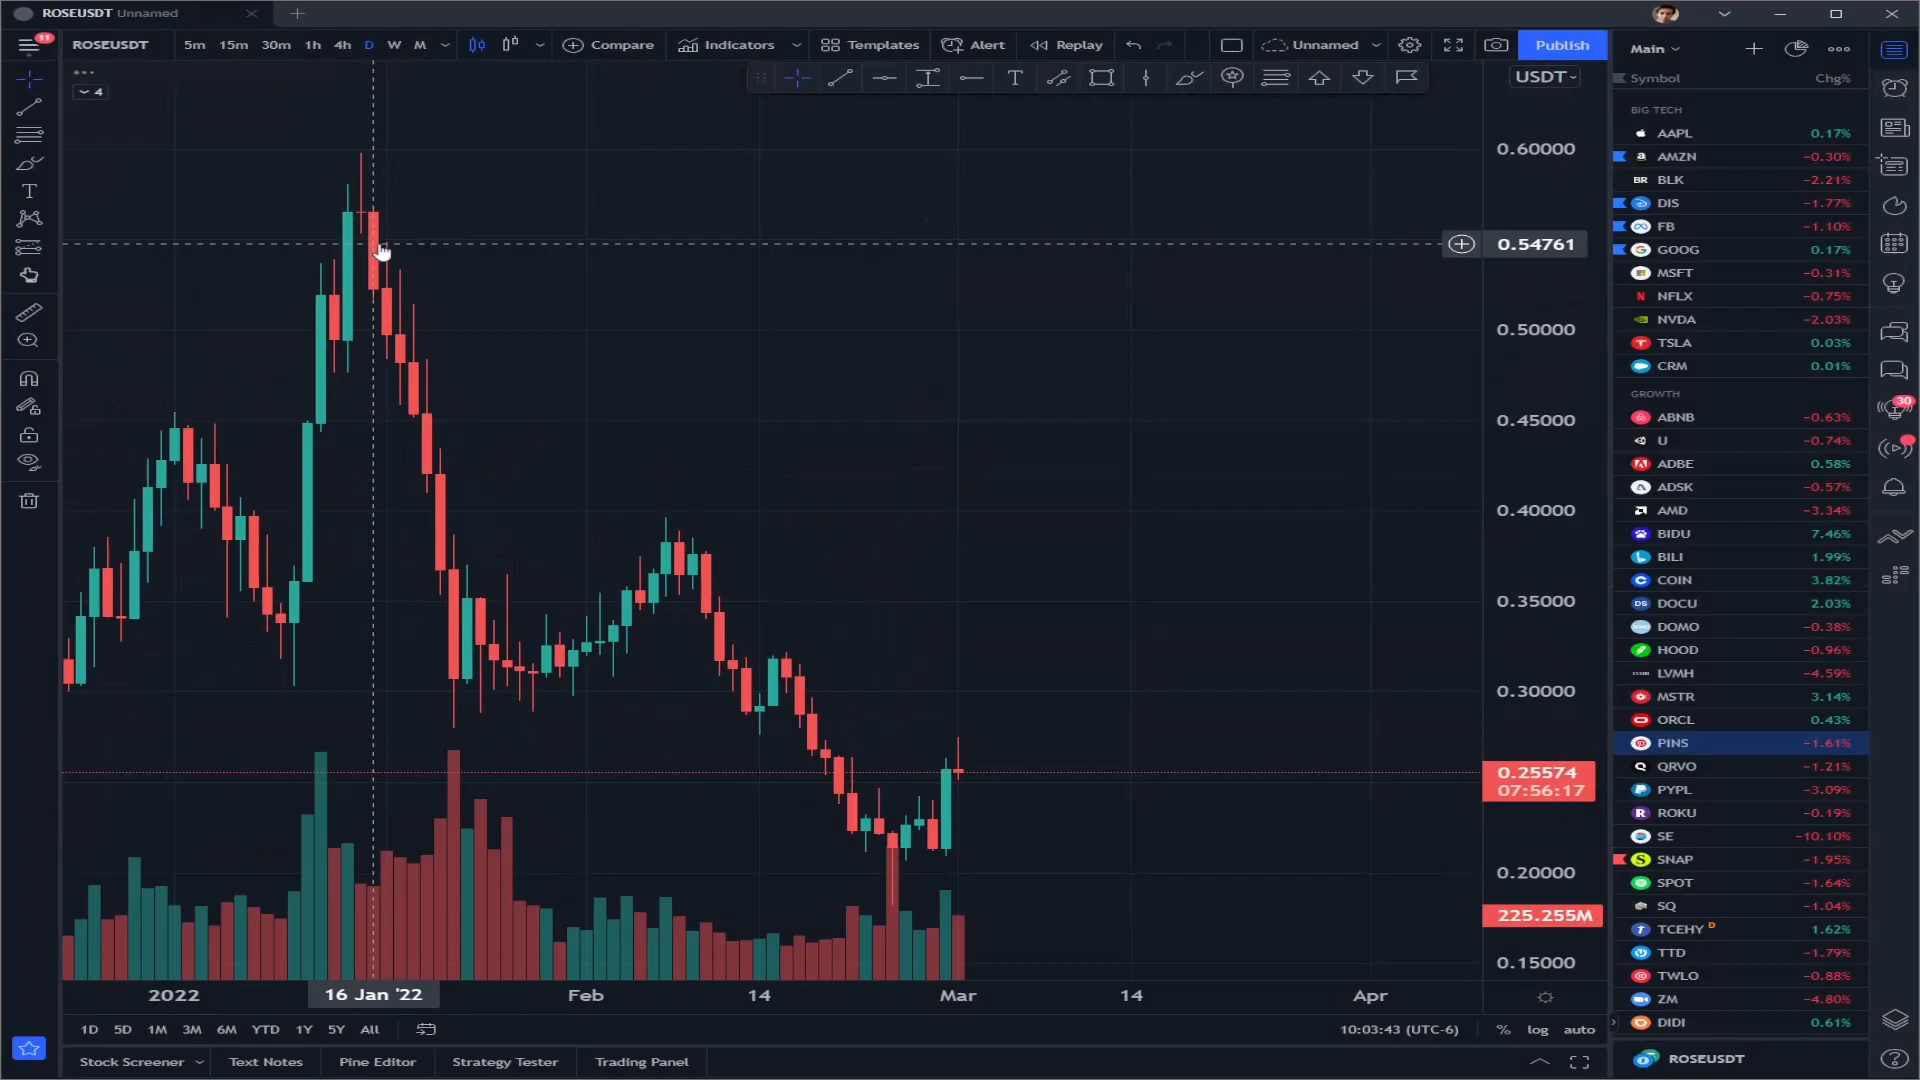 ROSEUSDT Unnamed
11
ROSEUSDT 5m 15m 30m 1h 4h D W M Compare Indicators Templates Alert Replay Unnamed Publish
4
USDT
0.60000
0.54761
0.50000
0.45000
0.40000
0.35000
0.30000
0.25574
07:56:17
0.20000
225.255M
0.15000
2022 16 Jan '22 Feb 14 Mar 14 Apr
1D 5D 1M 3M 6M YTD 1Y 5Y All 10:03:43 (UTC-6) % log auto
Stock Screener Text Notes Pine Editor Strategy Tester Trading Panel
Main
Symbol Chg%
BIG TECH
AAPL 0.17%
AMZN −0.30%
BLK −2.21%
DIS −1.77%
FB −1.10%
GOOG 0.17%
MSFT −0.31%
NFLX −0.75%
NVDA −2.03%
TSLA 0.03%
CRM 0.01%
GROWTH
ABNB −0.63%
U −0.74%
ADBE 0.58%
ADSK −0.57%
AMD −3.34%
BIDU 7.46%
BILI 1.99%
COIN 3.82%
DOCU 2.03%
DOMO −0.38%
HOOD −0.96%
LVMH −4.59%
MSTR 3.14%
ORCL 0.43%
PINS −1.61%
QRVO −1.21%
PYPL −3.09%
ROKU −0.19%
SE −10.10%
SNAP −1.95%
SPOT −1.64%
SQ −1.04%
TCEHY D 1.62%
TTD −1.79%
TWLO −0.88%
ZM −4.80%
DIDI 0.61%
ROSEUSDT
30